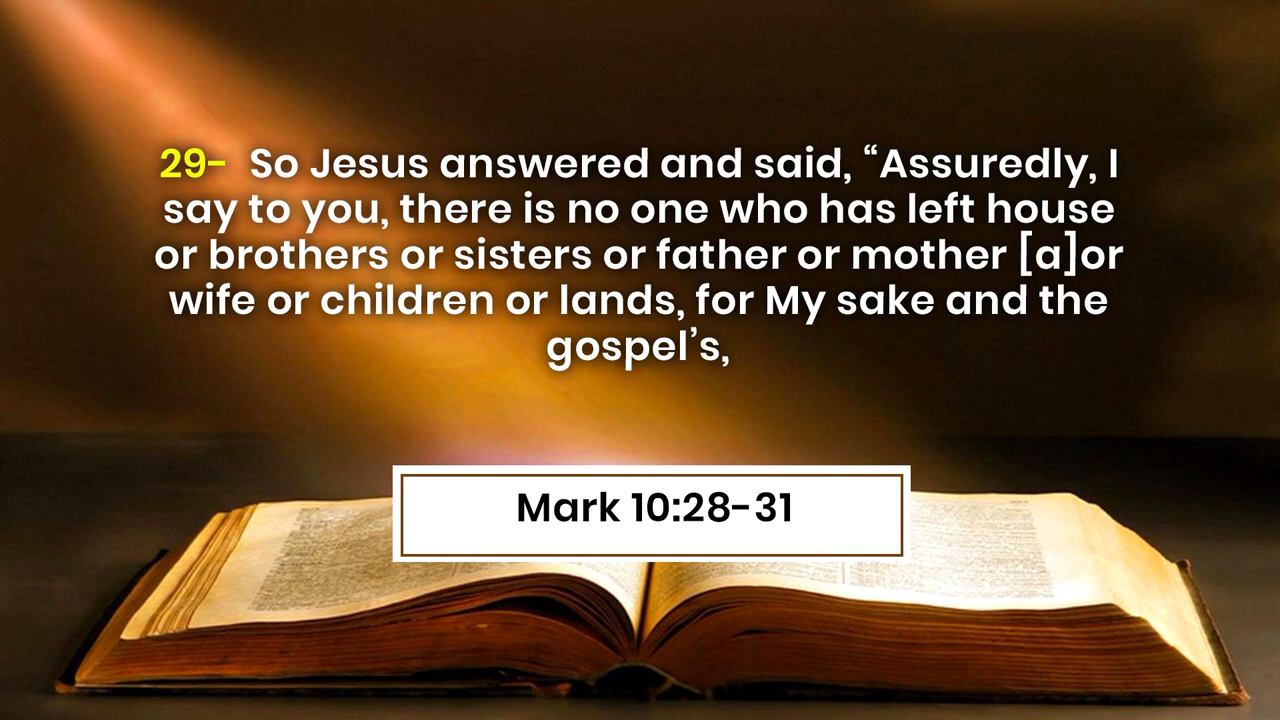 29- So Jesus answered and said, “Assuredly, I
say to you, there is no one who has left house
or brothers or sisters or father or mother [a]or
wife or children or lands, for My sake and the
gospel’s,
Mark 10:28-31